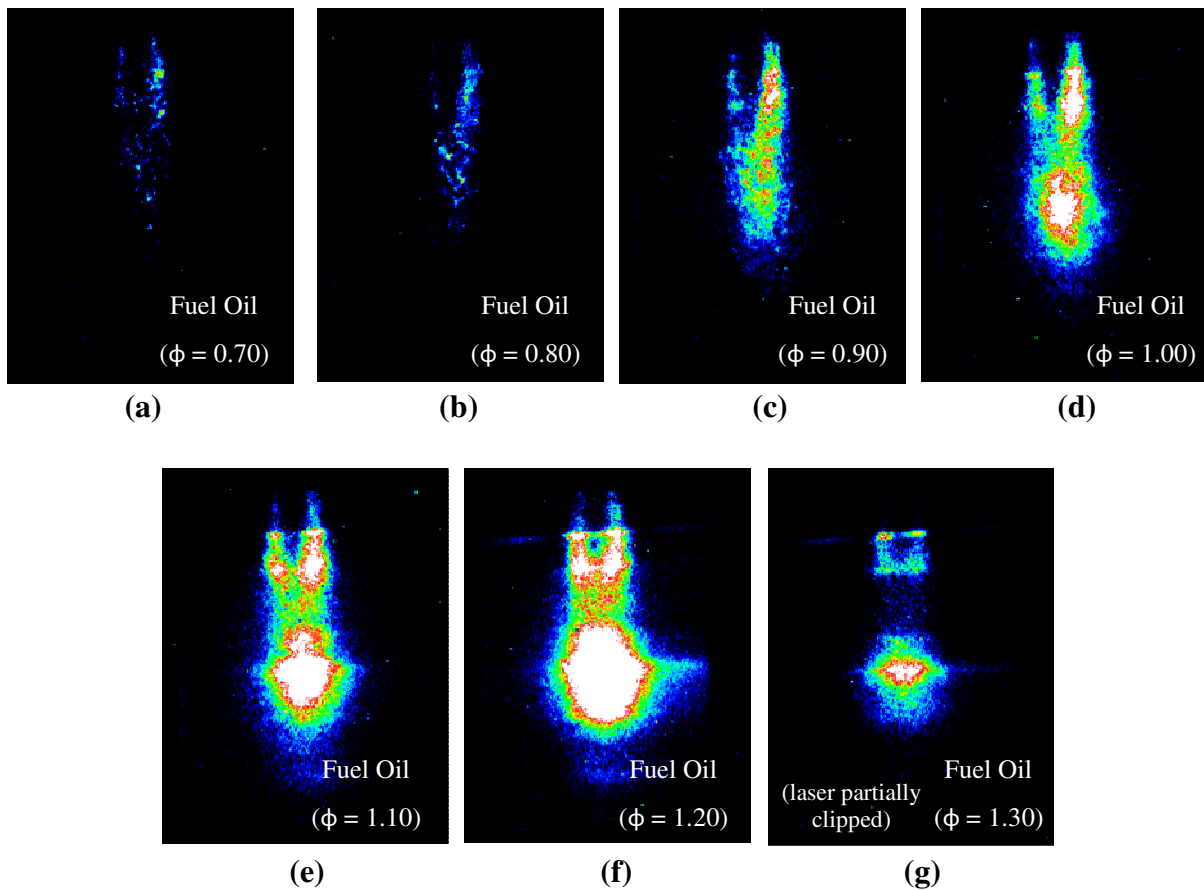 Fuel Oil
(ϕ = 0.70)
(a)
Fuel Oil
(ϕ = 0.80)
(b)
Fuel Oil
(ϕ = 0.90)
(c)
Fuel Oil
(ϕ = 1.00)
(d)
Fuel Oil
(ϕ = 1.10)
(e)
Fuel Oil
(ϕ = 1.20)
(f)
(laser partially
clipped)
Fuel Oil
(ϕ = 1.30)
(g)